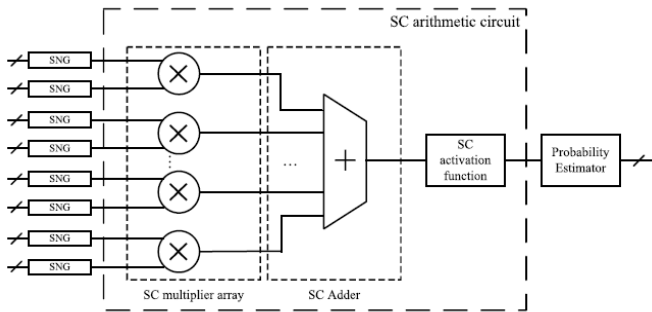 SC arithmetic circuit
SNG
SNG
SNG
SNG
SNG
SNG
SNG
SNG
SC
activation
function
Probability
Estimator
SC multiplier array
SC Adder